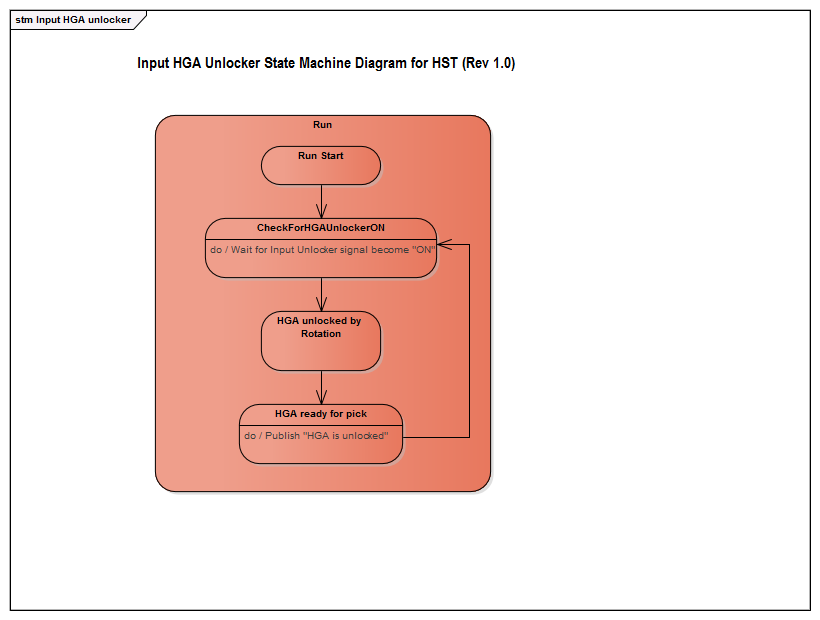 stm Input HGA unlocker
Input HGA Unlocker State Machine Diagram for HST (Rev 1.0)
Run
Run Start
CheckForHGAUnlockerON
do / Wait for Input Unlocker signal become "ON"
HGA unlocked by
Rotation
HGA ready for pick
do / Publish "HGA is unlocked"